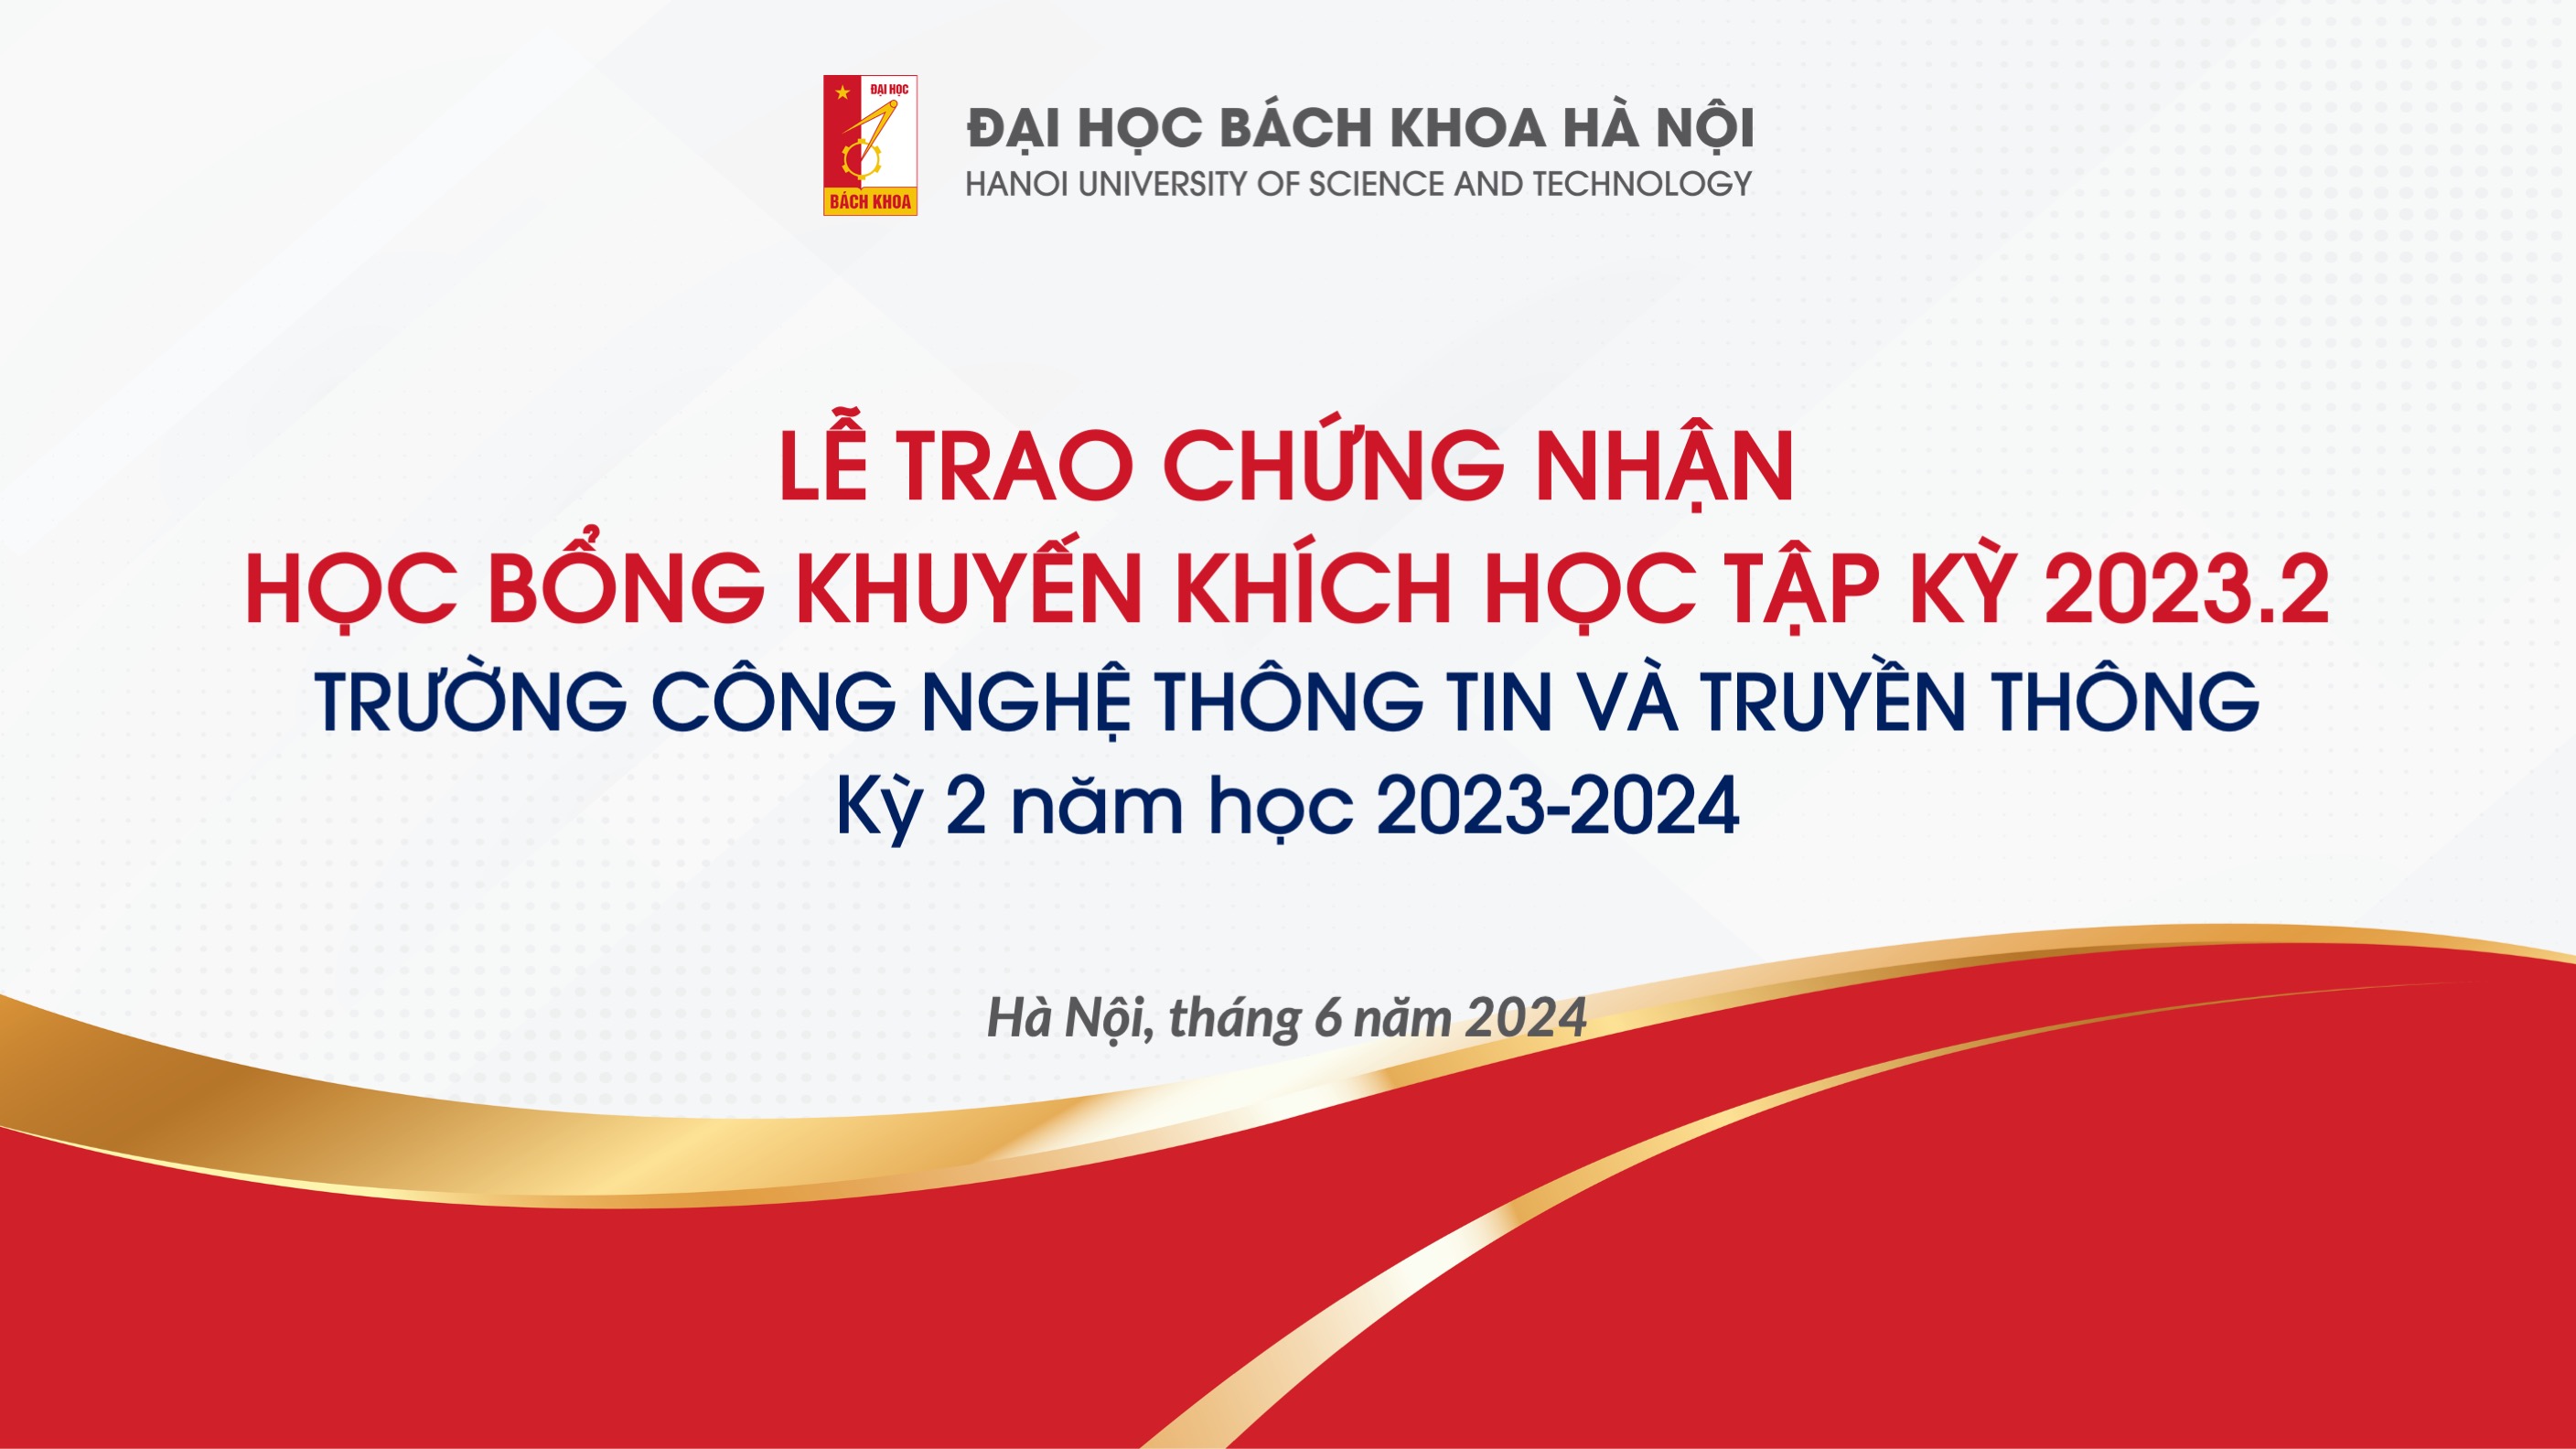 ĐẠI HỌC
BÁCH KHOA
ĐẠI HỌC BÁCH KHOA HÀ NỘI
HANOI UNIVERSITY OF SCIENCE AND TECHNOLOGY
LỄ TRAO CHỨNG NHẬN
HỌC BỔNG KHUYẾN KHÍCH HỌC TẬP KỲ 2023.2
TRƯỜNG CÔNG NGHỆ THÔNG TIN VÀ TRUYỀN THÔNG
Kỳ 2 năm học 2023-2024
Hà Nội, tháng 6 năm 2024